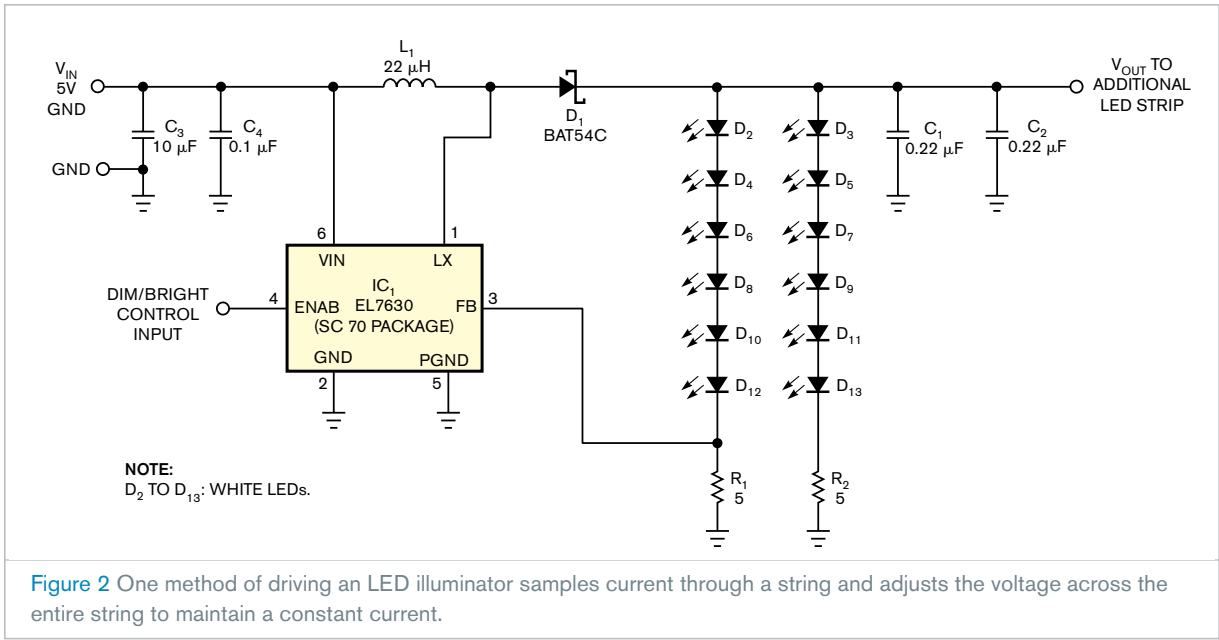 L₁
22 μH
V_IN
5V
GND
V_OUT TO
ADDITIONAL
LED STRIP
D₁
BAT54C
C₃
10 μF
C₄
0.1 μF
GND
D₂
D₃
C₁
0.22 μF
C₂
0.22 μF
D₄
D₅
D₆
D₇
D₈
D₉
D₁₀
D₁₁
D₁₂
D₁₃
6
1
VIN
LX
IC₁
EL7630
(SC 70 PACKAGE)
DIM/BRIGHT
CONTROL
INPUT
4
ENAB
FB
3
GND
PGND
2
5
R₁
5
R₂
5
NOTE:
D₂ TO D₁₃: WHITE LEDs.
Figure 2 One method of driving an LED illuminator samples current through a string and adjusts the voltage across the
entire string to maintain a constant current.